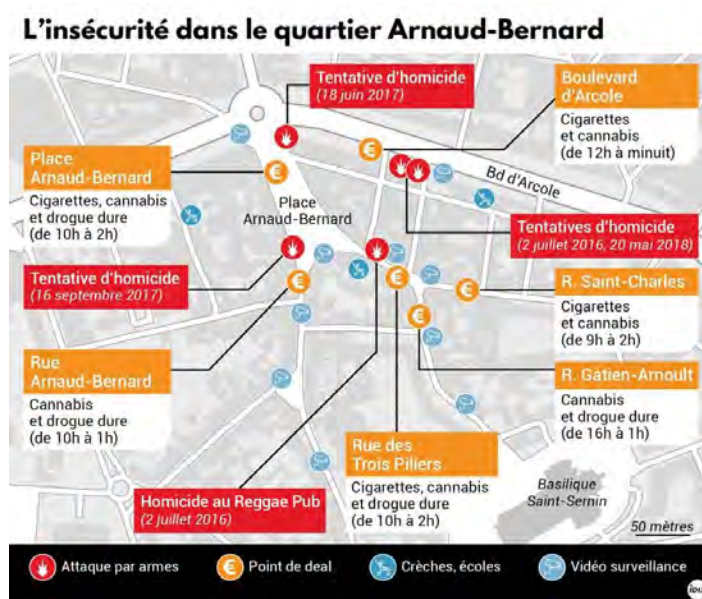 L'insécurité dans le quartier Arnaud-Bernard
Tentative d'homicide
(18 juin 2017)
Boulevard
d'Arcole
Cigarettes
et cannabis
(de 12h à minuit)
Place
Arnaud-Bernard
Cigarettes, cannabis
et drogue dure
(de 10h à 2h)
Bd d'Arcole
Place
Arnaud-Bernard
Tentatives d'homicide
(2 juillet 2016, 20 mai 2018)
Tentative d'homicide
(16 septembre 2017)
R. Saint-Charles
Cigarettes
et cannabis
(de 9h à 2h)
Rue
Arnaud-Bernard
Cannabis
et drogue dure
(de 10h à 1h)
R. Gatien-Arnoult
Cannabis
et drogue dure
(de 16h à 1h)
Rue des
Trois Piliers
Cigarettes, cannabis
et drogue dure
(de 10h à 2h)
Homicide au Reggae Pub
(2 juillet 2016)
Basilique
Saint-Sernin
50 mètres
Attaque par armes
Point de deal
Crèches, écoles
Vidéo surveillance